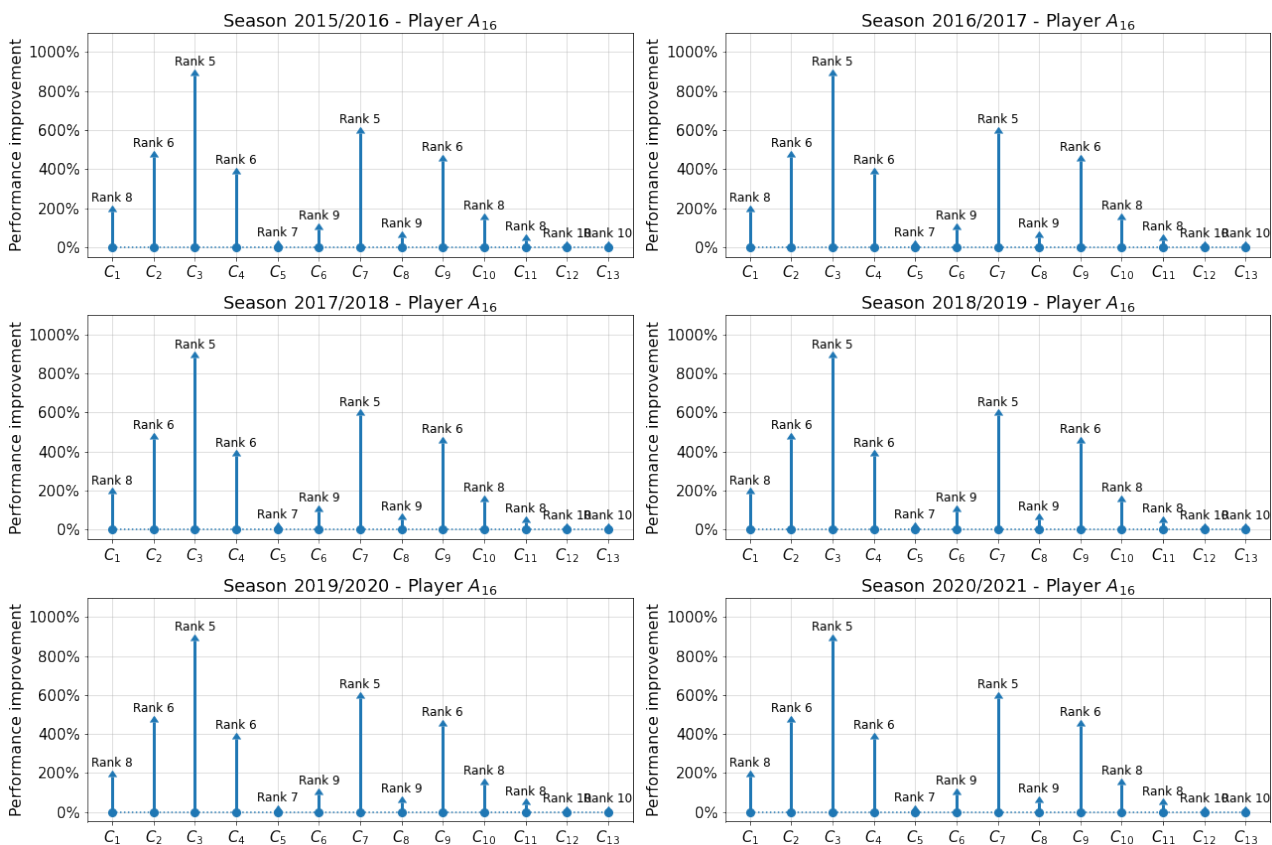 Season 2015/2016 - Player A16
Performance improvement
1000%
800%
600%
400%
200%
0%
Rank 8
Rank 6
Rank 5
Rank 6
Rank 7
Rank 9
Rank 5
Rank 9
Rank 6
Rank 8
Rank 8
Rank 10
Rank 10
C1 C2 C3 C4 C5 C6 C7 C8 C9 C10 C11 C12 C13
Season 2016/2017 - Player A16
Performance improvement
1000%
800%
600%
400%
200%
0%
Rank 8
Rank 6
Rank 5
Rank 6
Rank 7
Rank 9
Rank 5
Rank 9
Rank 6
Rank 8
Rank 8
Rank 10
Rank 10
C1 C2 C3 C4 C5 C6 C7 C8 C9 C10 C11 C12 C13
Season 2017/2018 - Player A16
Performance improvement
1000%
800%
600%
400%
200%
0%
Rank 8
Rank 6
Rank 5
Rank 6
Rank 7
Rank 9
Rank 5
Rank 9
Rank 6
Rank 8
Rank 8
Rank 10
Rank 10
C1 C2 C3 C4 C5 C6 C7 C8 C9 C10 C11 C12 C13
Season 2018/2019 - Player A16
Performance improvement
1000%
800%
600%
400%
200%
0%
Rank 8
Rank 6
Rank 5
Rank 6
Rank 7
Rank 9
Rank 5
Rank 9
Rank 6
Rank 8
Rank 8
Rank 10
Rank 10
C1 C2 C3 C4 C5 C6 C7 C8 C9 C10 C11 C12 C13
Season 2019/2020 - Player A16
Performance improvement
1000%
800%
600%
400%
200%
0%
Rank 8
Rank 6
Rank 5
Rank 6
Rank 7
Rank 9
Rank 5
Rank 9
Rank 6
Rank 8
Rank 8
Rank 10
Rank 10
C1 C2 C3 C4 C5 C6 C7 C8 C9 C10 C11 C12 C13
Season 2020/2021 - Player A16
Performance improvement
1000%
800%
600%
400%
200%
0%
Rank 8
Rank 6
Rank 5
Rank 6
Rank 7
Rank 9
Rank 5
Rank 9
Rank 6
Rank 8
Rank 8
Rank 10
Rank 10
C1 C2 C3 C4 C5 C6 C7 C8 C9 C10 C11 C12 C13